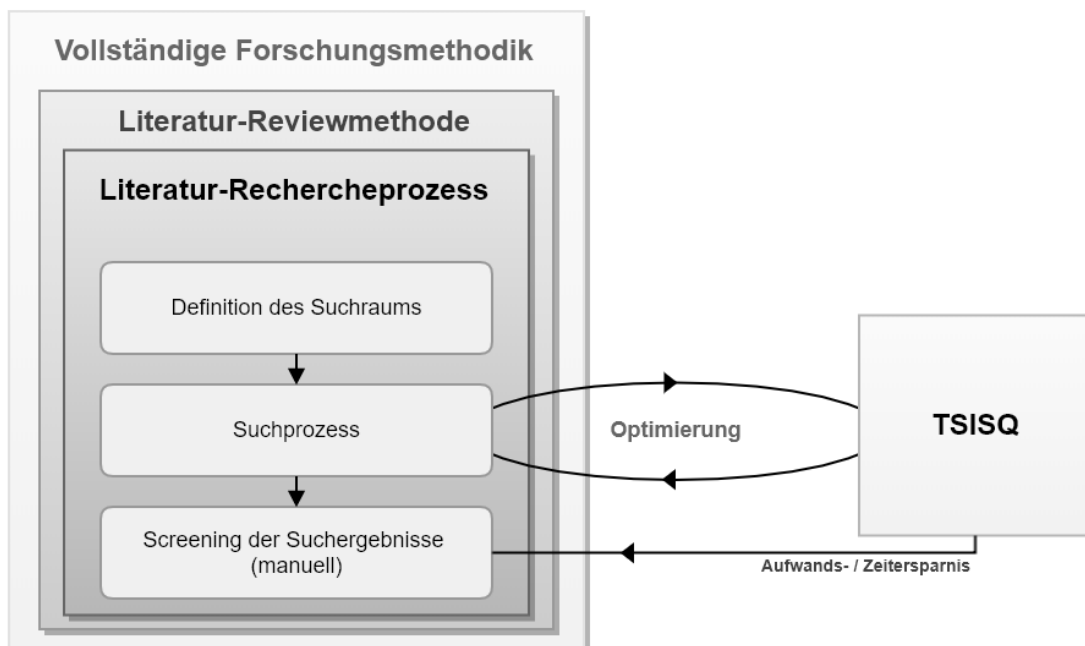 Vollständige Forschungsmethodik
Literatur-Reviewmethode
Literatur-Rechercheprozess
Definition des Suchraums
Suchprozess
Optimierung
TSISQ
Screening der Suchergebnisse
(manuell)
Aufwands- / Zeitersparnis